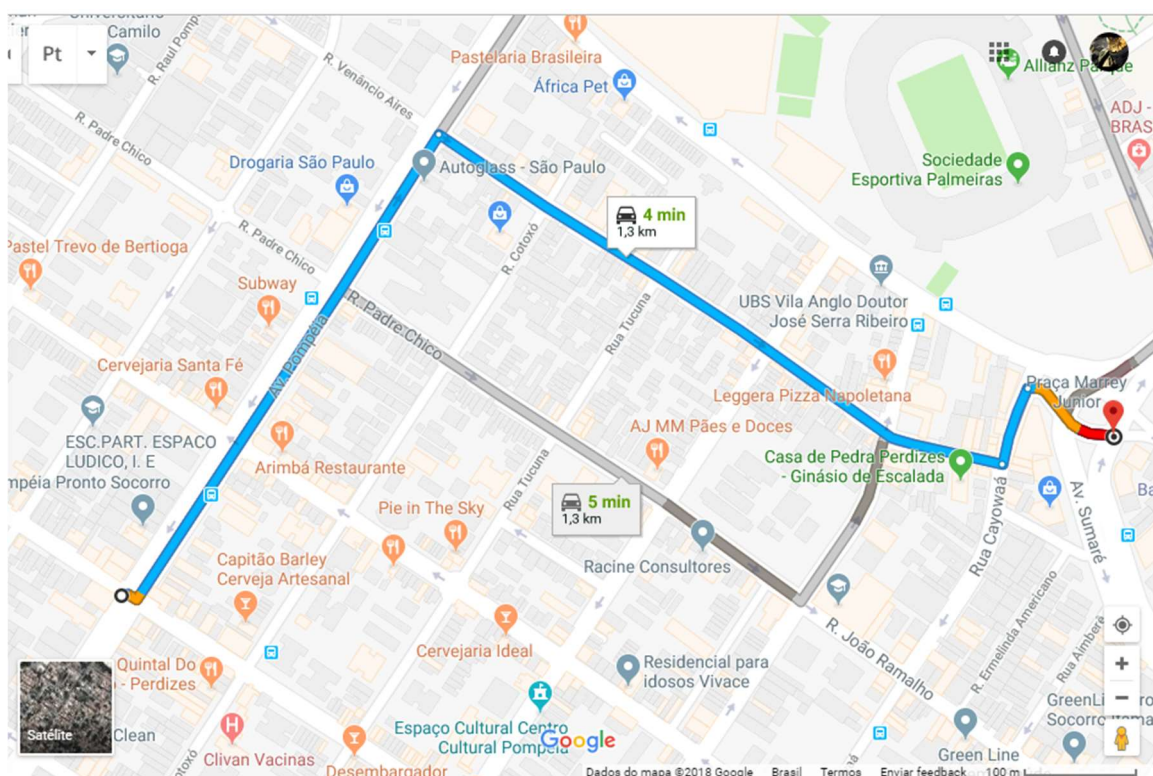 Camilo
Pt
R. Raul Pomp
R. Venâncio Aires
Pastelaria Brasileira
África Pet
Allianz Parque
ADJ -
BRAS
R. Padre Chico
Drogaria São Paulo
Autoglass - São Paulo
Sociedade
Esportiva Palmeiras
4 min
1,3 km
R. Cotoxó
R. Padre Chico
Pastel Trevo de Bertioga
Subway
UBS Vila Anglo Doutor
José Serra Ribeiro
R. Padre Chico
Rua Tucuna
Av. Pompéia
Cervejaria Santa Fé
Leggera Pizza Napoletana
Praça Marrey
Junior
ESC.PART. ESPACO
LUDICO, I. E
mpéia Pronto Socorro
Arimbá Restaurante
AJ MM Pães e Doces
Casa de Pedra Perdizes
- Ginásio de Escalada
Rua Tucuna
5 min
1,3 km
Pie in The Sky
Rua Cayowaá
Av. Sumaré
Ba
Capitão Barley
Cerveja Artesanal
Racine Consultores
R. João Ramalho
R. Ermelinda Americano
Rua Aimberê
Cervejaria Ideal
Quintal Do
- Perdizes
Residencial para
idosos Vivace
Satélite
Clean
Cotoxó
Espaço Cultural Centro
Cultural Pompéia
Google
GreenLi
Socorro
Clivan Vacinas
Desembargador
Green Line
Dados do mapa ©2018 Google Brasil Termos Enviar feedback 100 m